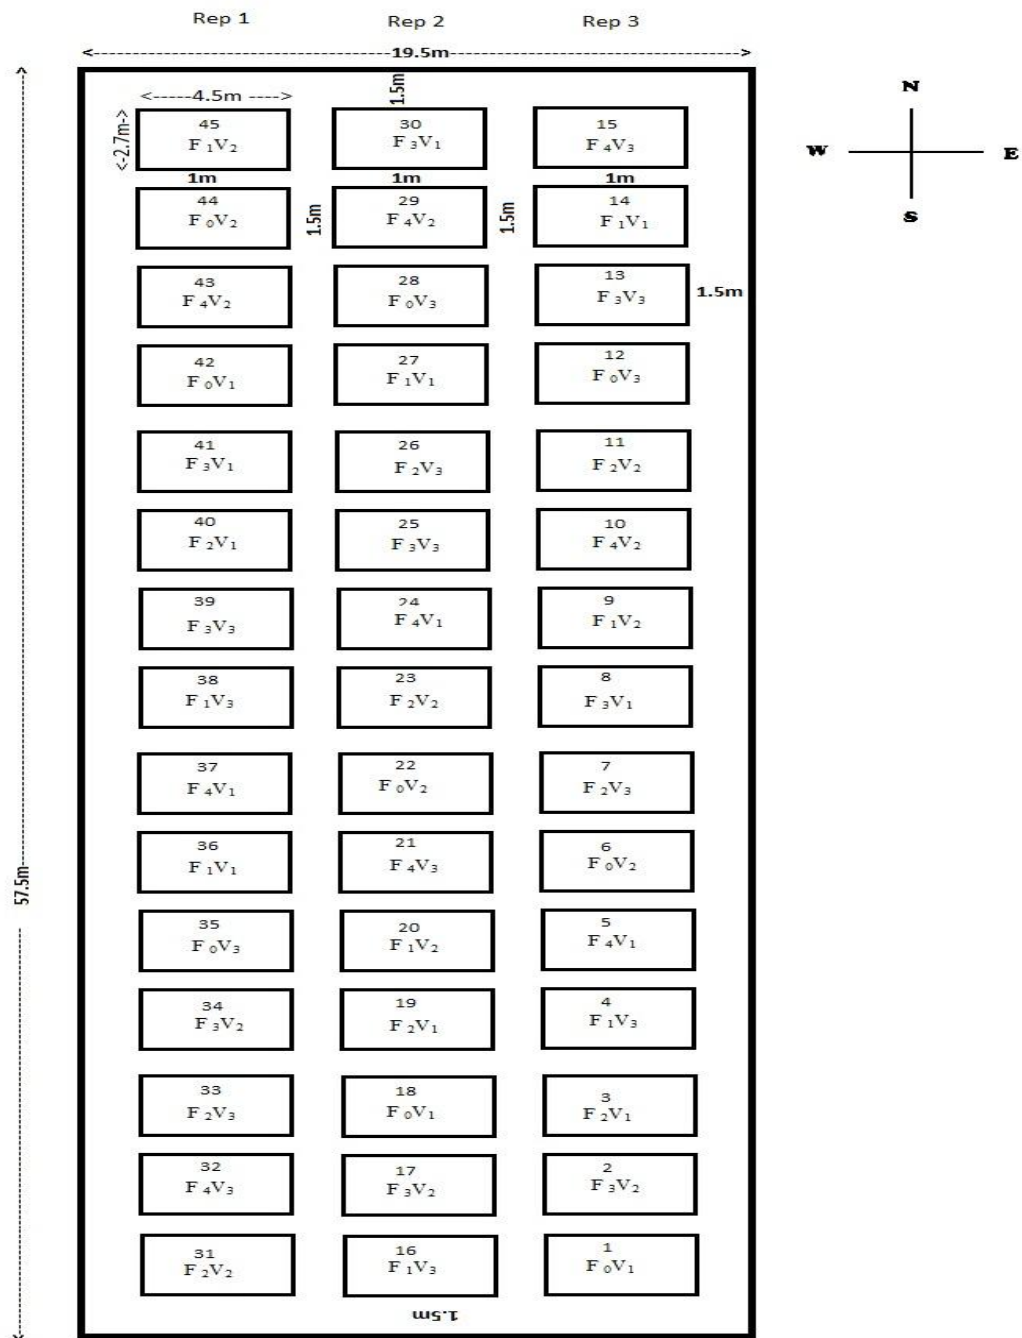 Rep 1 Rep 2 Rep 3
19.5m
1.5m
N
W E
S
4.5m
2.7m
45 30 15
F₁V₂ F₃V₁ F₄V₃
1m 1m 1m
44 29 14
F₀V₂ F₄V₂ F₁V₁
1.5m 1.5m
43 28 13
F₄V₂ F₀V₃ F₃V₃
1.5m
42 27 12
F₀V₁ F₁V₁ F₀V₃
41 26 11
F₃V₁ F₂V₃ F₂V₂
40 25 10
F₂V₁ F₃V₃ F₄V₂
39 24 9
F₃V₃ F₄V₁ F₁V₂
38 23 8
F₁V₃ F₂V₂ F₃V₁
37 22 7
F₄V₁ F₀V₂ F₂V₃
36 21 6
F₁V₁ F₄V₃ F₀V₂
57.5m
35 20 5
F₀V₃ F₁V₂ F₄V₁
34 19 4
F₃V₂ F₂V₁ F₁V₃
33 18 3
F₂V₃ F₀V₁ F₂V₁
32 17 2
F₄V₃ F₃V₂ F₃V₂
31 16 1
F₂V₂ F₁V₃ F₀V₁
1.5m